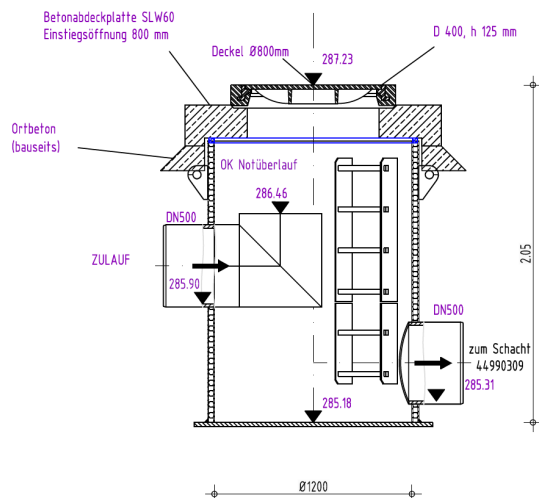 Betonabdeckplatte SLW60
Einstiegsöffnung 800 mm
Deckel Ø800mm
287.23
D 400, h 125 mm
Ortbeton
(bauseits)
OK Notüberlauf
286.46
DN500
ZULAUF
285.90
2.05
DN500
zum Schacht
44990309
285.31
285.18
Ø1200